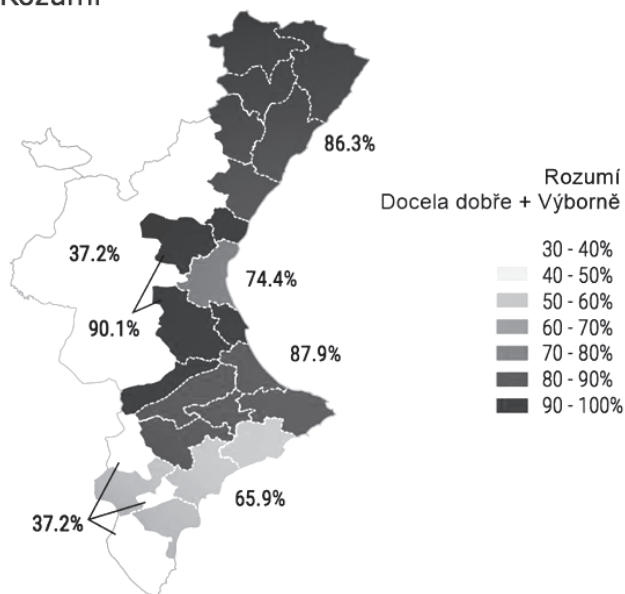 Rozumí
86.3%
Rozumí
Docela dobře + Výborně
37.2%
30 - 40%
74.4%
40 - 50%
50 - 60%
90.1%
60 - 70%
87.9%
70 - 80%
80 - 90%
90 - 100%
65.9%
37.2%